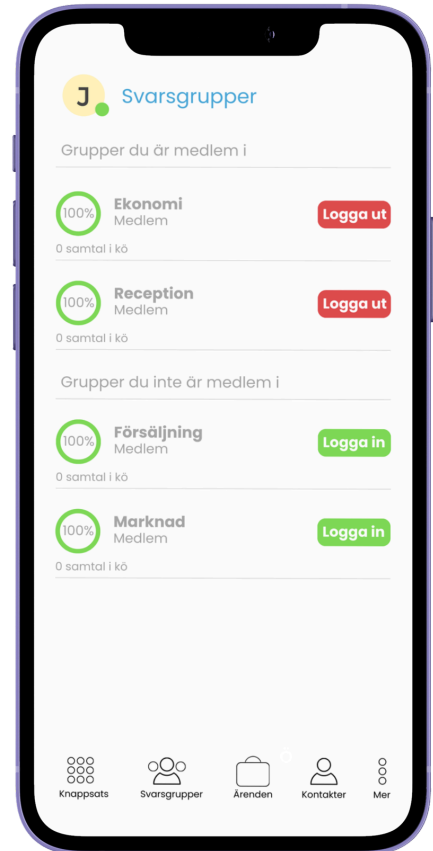 J
Svarsgrupper
Grupper du är medlem i
100%
Ekonomi
Medlem
Logga ut
0 samtal i kö
100%
Reception
Medlem
Logga ut
0 samtal i kö
Grupper du inte är medlem i
100%
Försäljning
Medlem
Logga in
0 samtal i kö
100%
Marknad
Medlem
Logga in
0 samtal i kö
Knappsats
Svarsgrupper
Ärenden
Kontakter
Mer